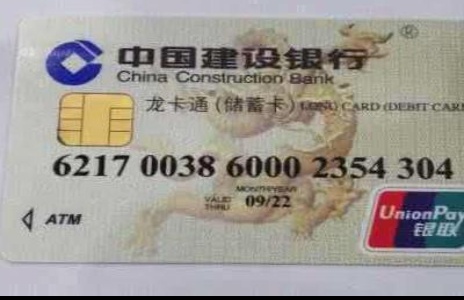 ®
中国建设银行
China Construction Bank
龙卡通(储蓄卡) LONG CARD (DEBIT CAR
6217 0038 6000 2354 304
MONTH/YEAR
VALID THRU 09/22
ATM
UnionPay
银联